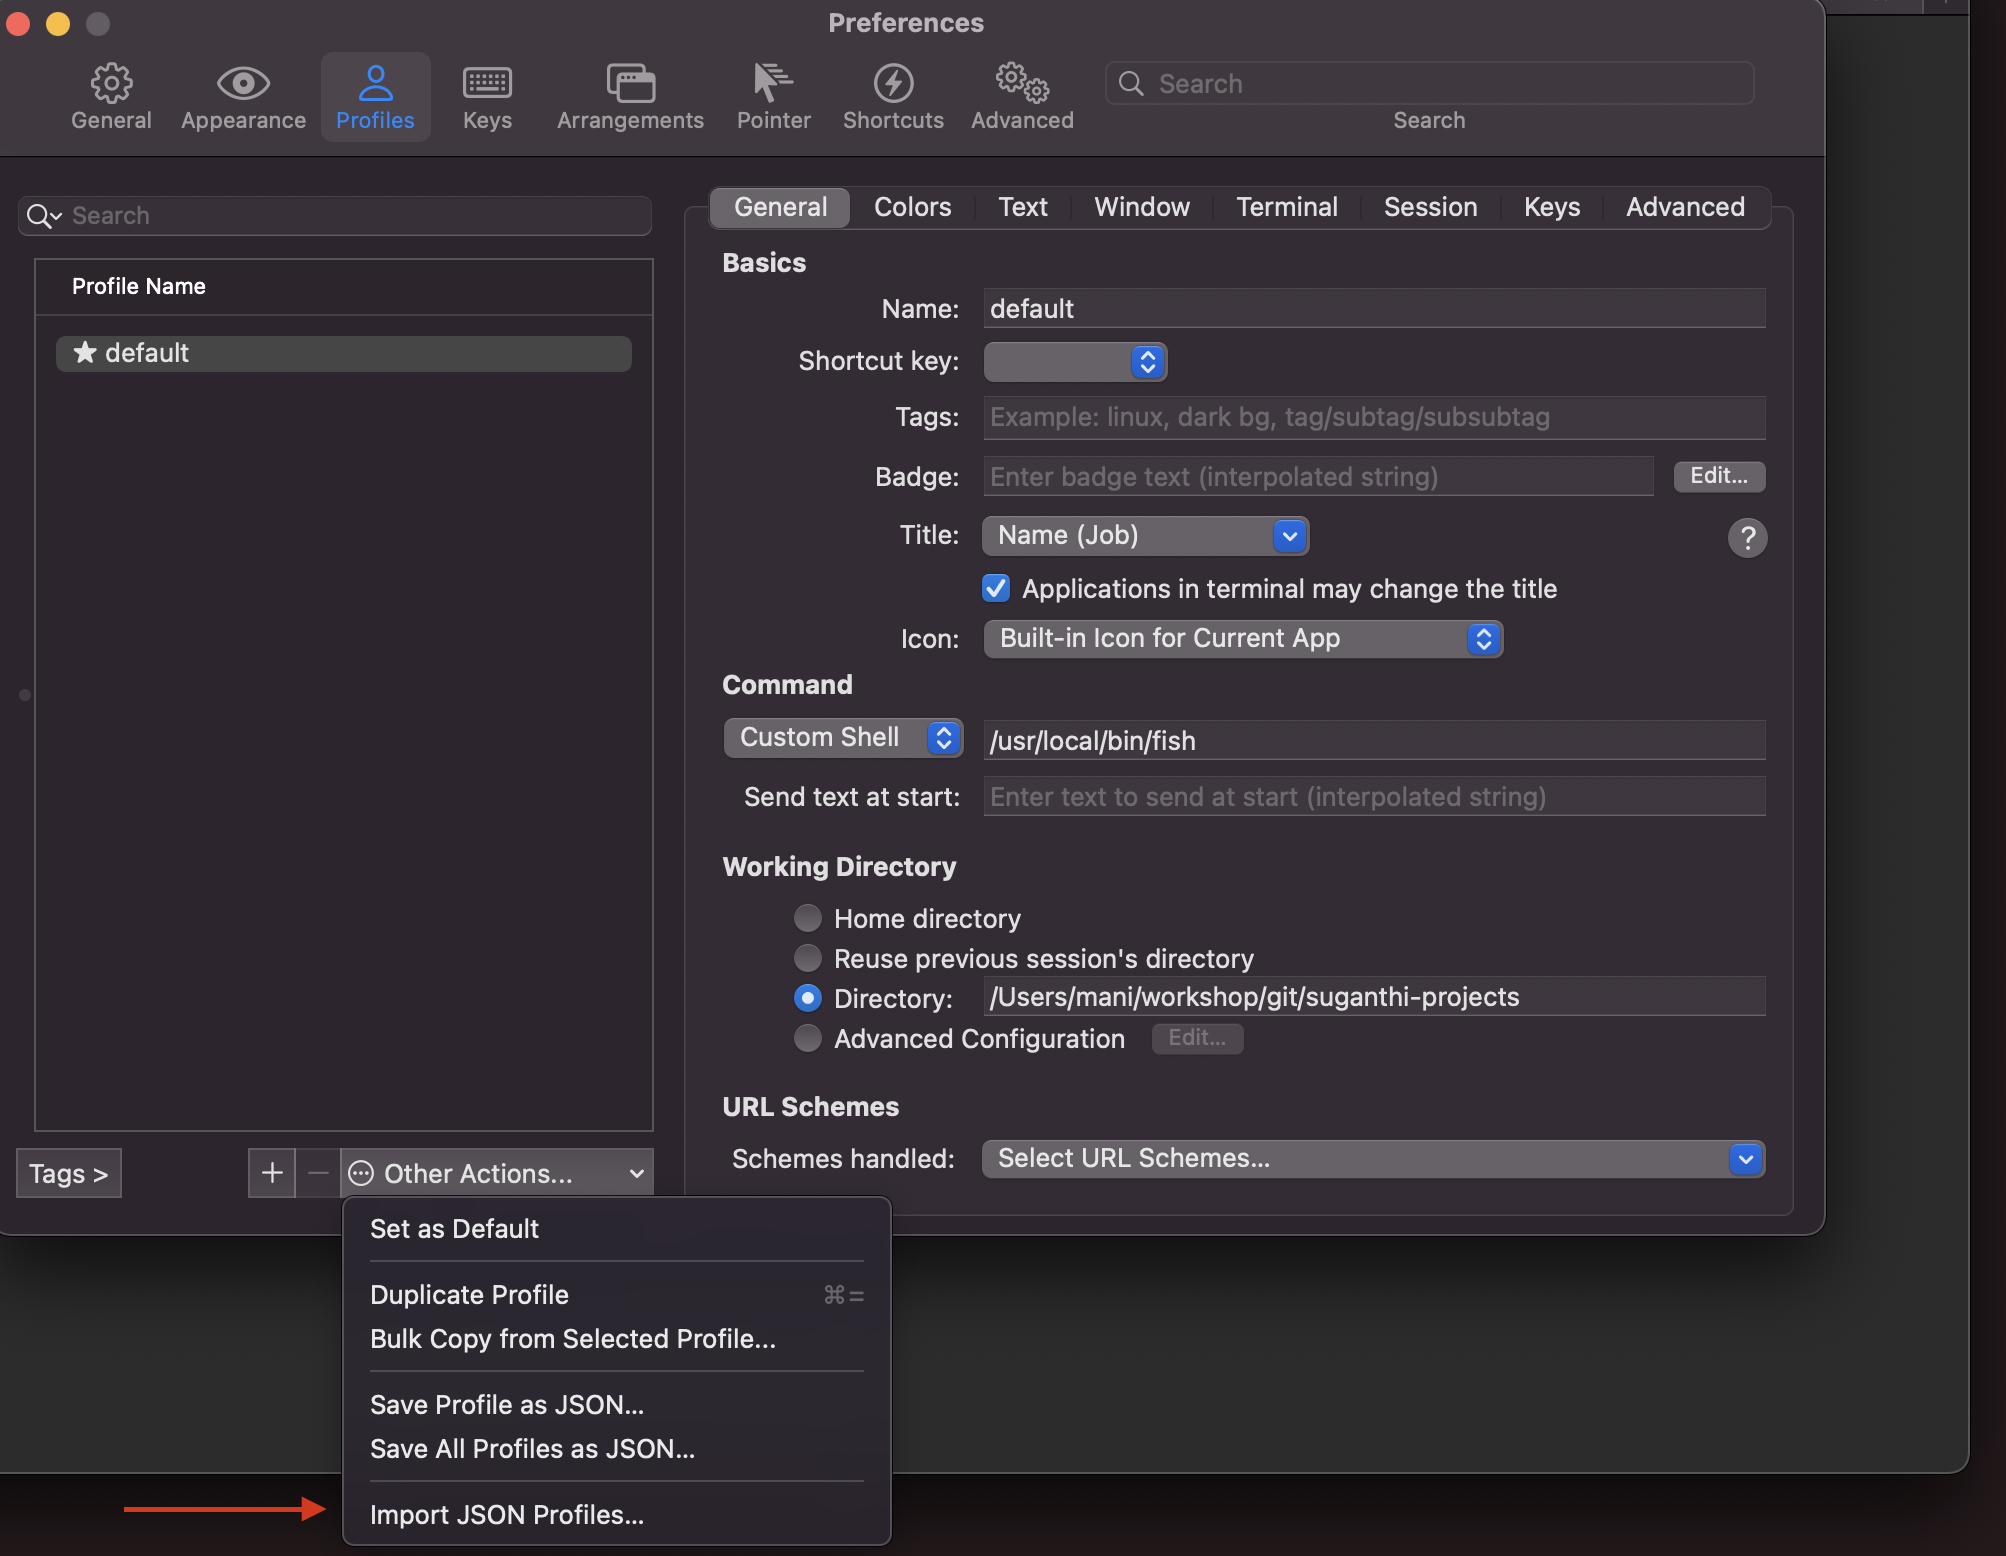 Preferences
General Appearance Profiles Keys Arrangements Pointer Shortcuts Advanced Search
Search
Search
Profile Name
★ default
Tags >
+ − Other Actions...
Set as Default
Duplicate Profile ⌘=
Bulk Copy from Selected Profile...
Save Profile as JSON...
Save All Profiles as JSON...
Import JSON Profiles...
General Colors Text Window Terminal Session Keys Advanced
Basics
Name: default
Shortcut key:
Tags: Example: linux, dark bg, tag/subtag/subsubtag
Badge: Enter badge text (interpolated string) Edit...
Title: Name (Job) ?
Applications in terminal may change the title
Icon: Built-in Icon for Current App
Command
Custom Shell /usr/local/bin/fish
Send text at start: Enter text to send at start (interpolated string)
Working Directory
Home directory
Reuse previous session's directory
Directory: /Users/mani/workshop/git/suganthi-projects
Advanced Configuration Edit...
URL Schemes
Schemes handled: Select URL Schemes...